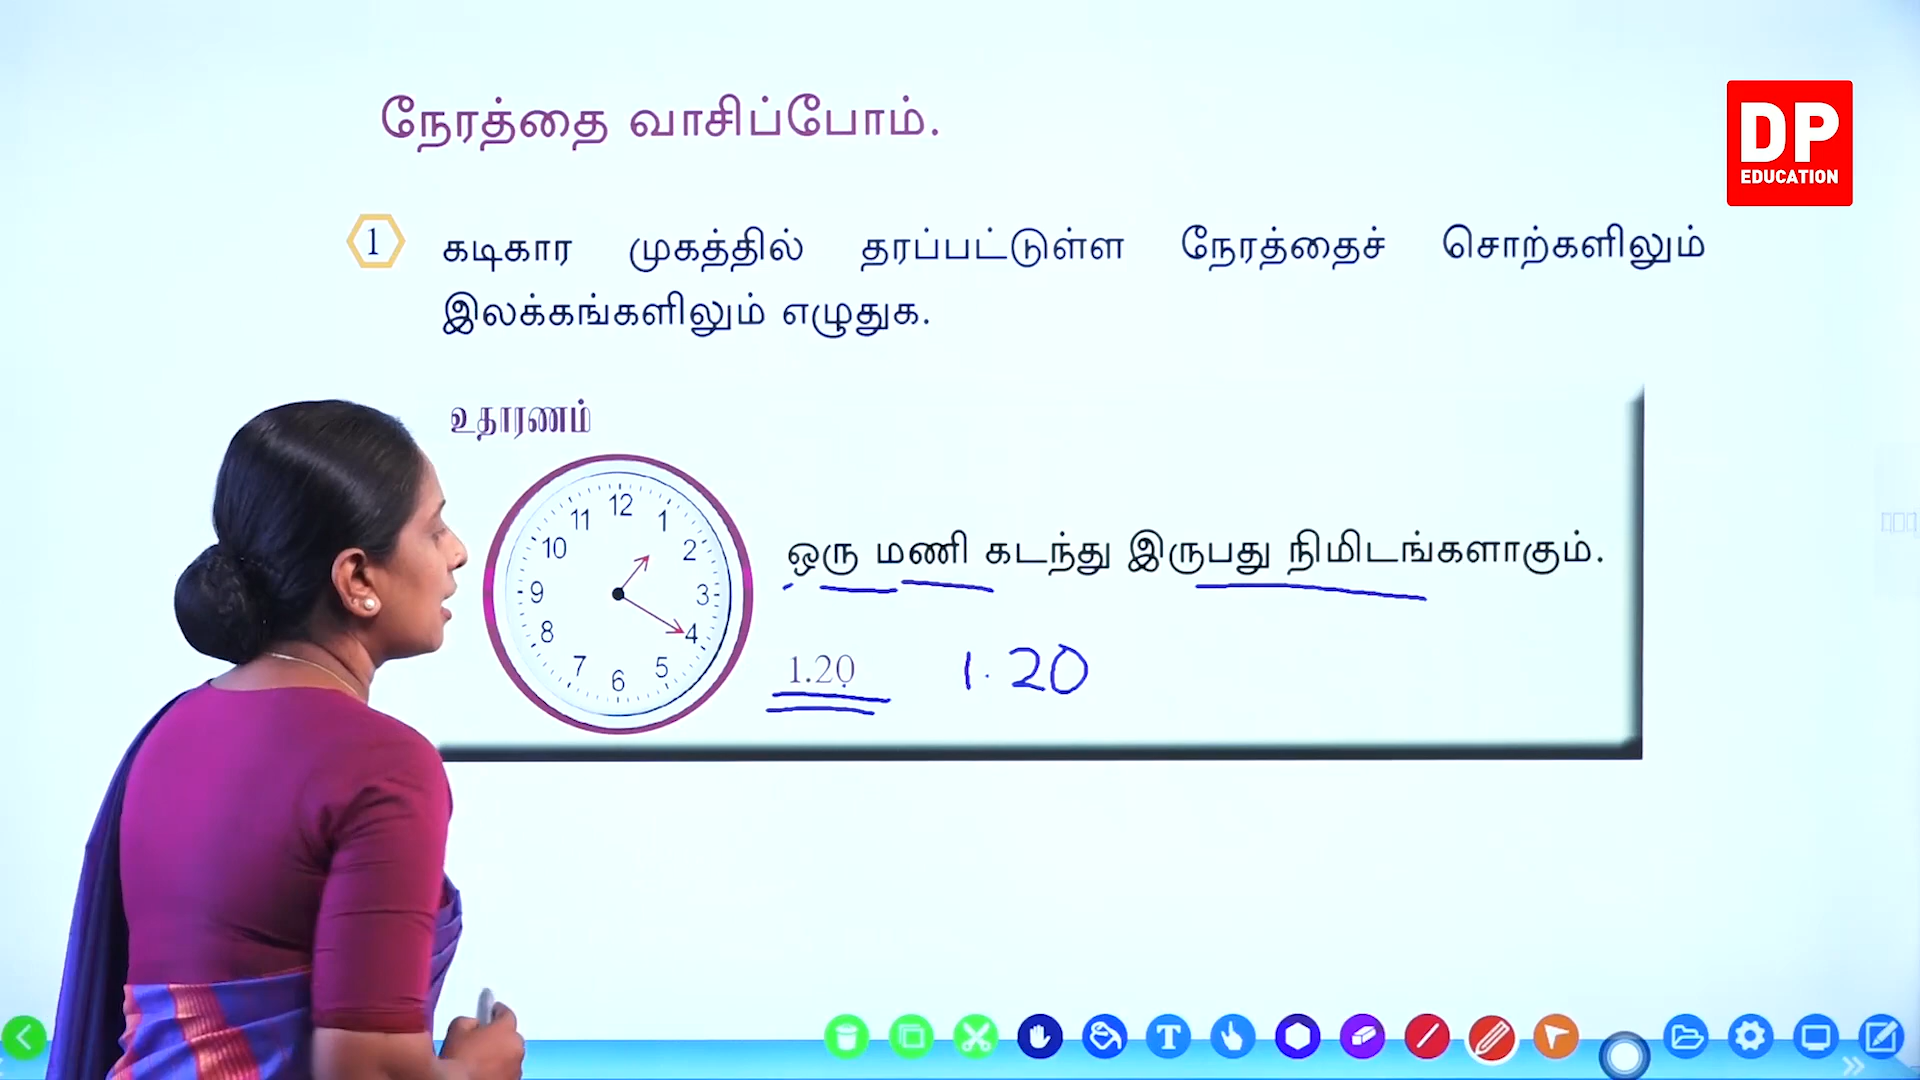 நேரத்தை வாசிப்போம்.
DP
EDUCATION
1 கடிகார முகத்தில் தரப்பட்டுள்ள நேரத்தைச் சொற்களிலும்
இலக்கங்களிலும் எழுதுக.
உதாரணம்
12
11 1
10 2
9 3
8 4
7 5
6
ஒரு மணி கடந்து இருபது நிமிடங்களாகும்.
1.20 1.20
T